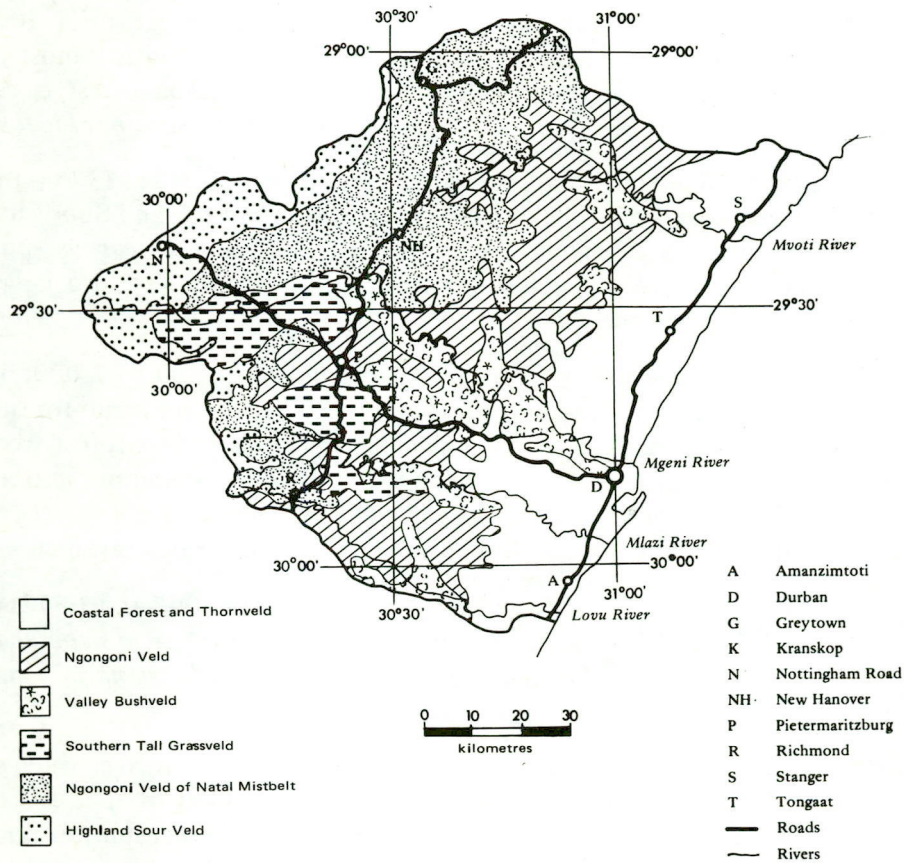 30°30'
31°00'
29°00'
K
29°00'
G
30°00'
S
N
NH
Mvoti River
29°30'
29°30'
T
P
30°00'
Mgeni River
D
R
Mlazi River
30°00'
30°00'
A
31°00'
30°30'
Lovu River
Coastal Forest and Thornveld
Ngongoni Veld
Valley Bushveld
Southern Tall Grassveld
Ngongoni Veld of Natal Mistbelt
Highland Sour Veld
0 10 20 30
kilometres
A Amanzimtoti
D Durban
G Greytown
K Kranskop
N Nottingham Road
NH New Hanover
P Pietermaritzburg
R Richmond
S Stanger
T Tongaat
Roads
Rivers